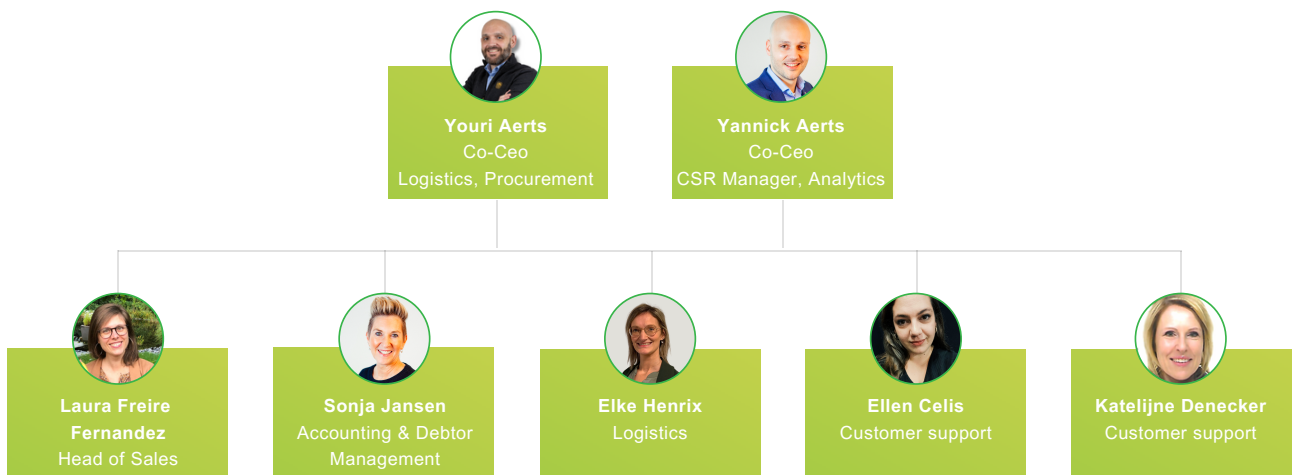 Youri Aerts
Co-Ceo
Logistics, Procurement
Yannick Aerts
Co-Ceo
CSR Manager, Analytics
Laura Freire
Fernandez
Head of Sales
Sonja Jansen
Accounting & Debtor
Management
Elke Henrix
Logistics
Ellen Celis
Customer support
Katelijne Denecker
Customer support